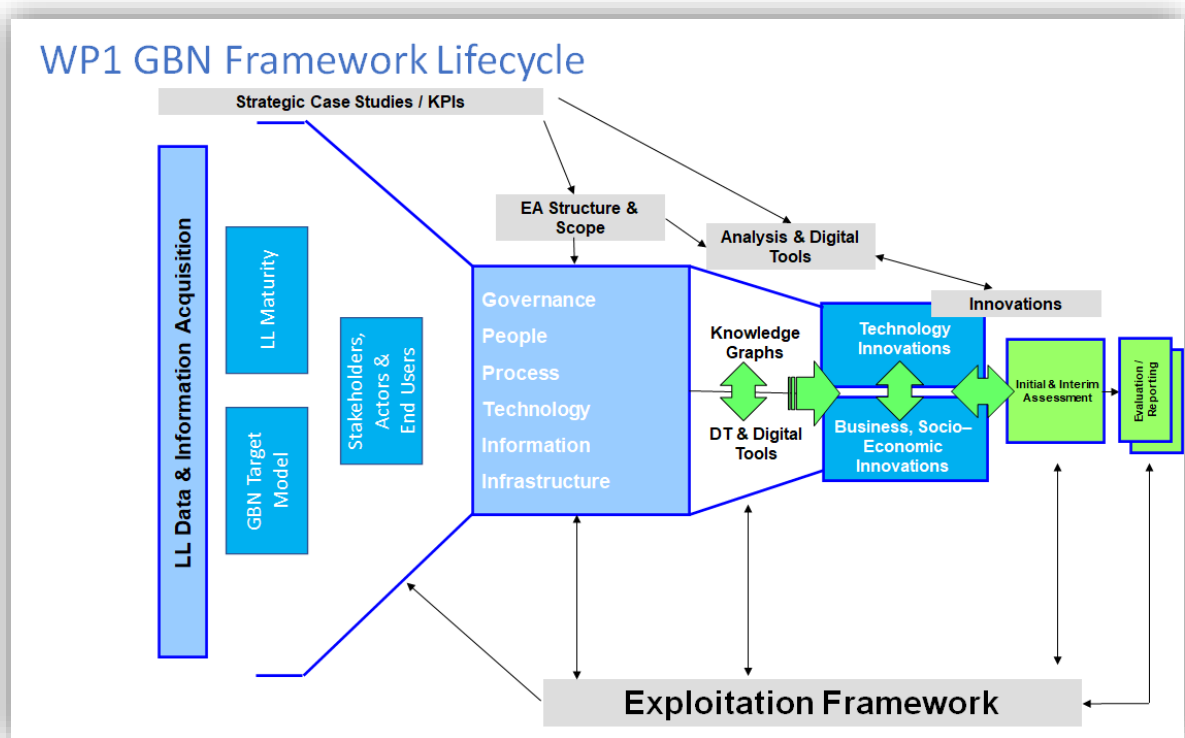 WP1 GBN Framework Lifecycle
Strategic Case Studies / KPIs
LL Data & Information Acquisition
LL Maturity
GBN Target
Model
Stakeholders,
Actors &
End Users
EA Structure &
Scope
Analysis & Digital
Tools
Innovations
Governance
People
Process
Technology
Information
Infrastructure
Knowledge
Graphs
DT & Digital
Tools
Technology
Innovations
Business, Socio–
Economic
Innovations
Initial & Interim
Assessment
Evaluation /
Reporting
Exploitation Framework